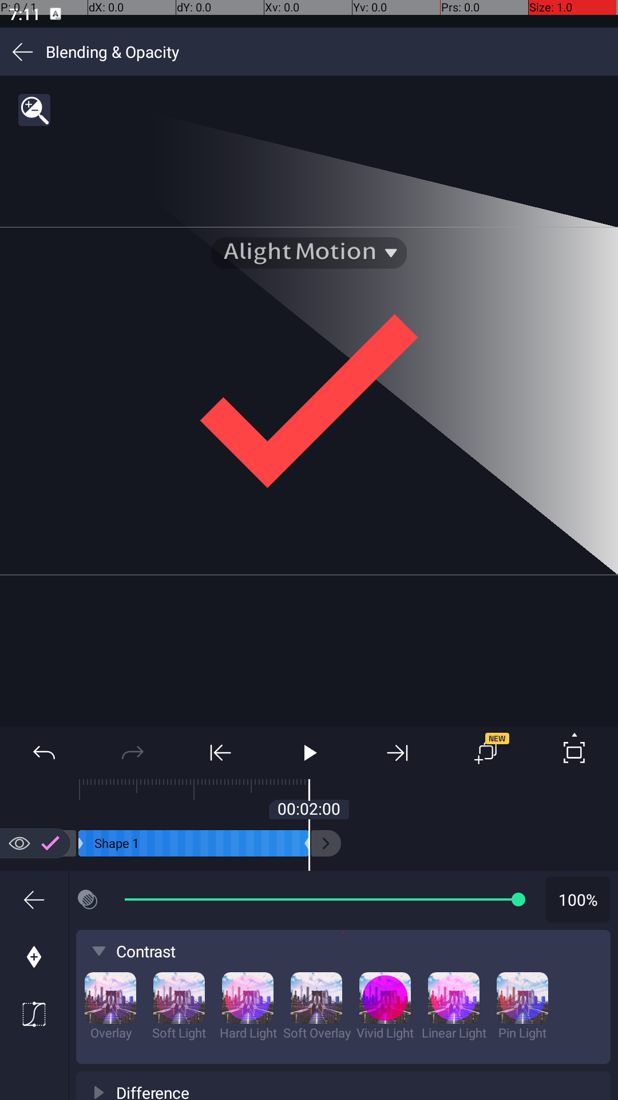 P: 0 / 1 dX: 0.0 dY: 0.0 Xv: 0.0 Yv: 0.0 Prs: 0.0 Size: 1.0
7:11 A
Blending & Opacity
Alight Motion
NEW
00:02:00
Shape 1
100%
Contrast
Overlay Soft Light Hard Light Soft Overlay Vivid Light Linear Light Pin Light
Difference